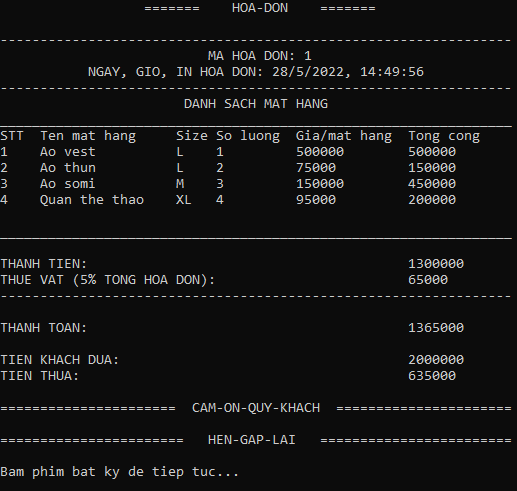 ======= HOA-DON =======
----------------------------------------------------------------
MA HOA DON: 1
NGAY, GIO, IN HOA DON: 28/5/2022, 14:49:56
----------------------------------------------------------------
DANH SACH MAT HANG
________________________________________________________________
STT Ten mat hang Size So luong Gia/mat hang Tong cong
1 Ao vest L 1 500000 500000
2 Ao thun L 2 75000 150000
3 Ao somi M 3 150000 450000
4 Quan the thao XL 4 95000 200000
________________________________________________________________
THANH TIEN: 1300000
THUE VAT (5% TONG HOA DON): 65000
----------------------------------------------------------------
THANH TOAN: 1365000
TIEN KHACH DUA: 2000000
TIEN THUA: 635000
====================== CAM-ON-QUY-KHACH ======================
======================= HEN-GAP-LAI ========================
Bam phim bat ky de tiep tuc...